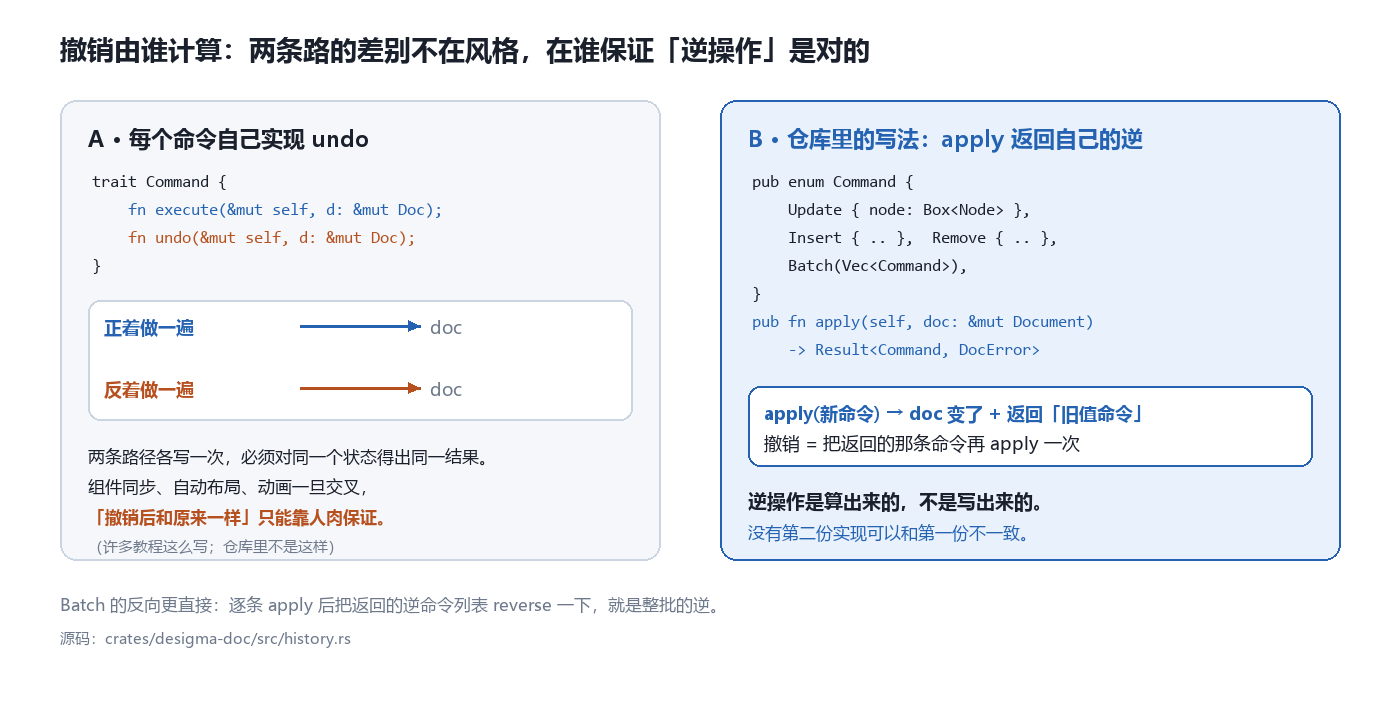 撤销由谁计算：两条路的差别不在风格，在谁保证「逆操作」是对的
A · 每个命令自己实现 undo
trait Command {
    fn execute(&mut self, d: &mut Doc);
    fn undo(&mut self, d: &mut Doc);
}
正着做一遍 doc
反着做一遍 doc
两条路径各写一次，必须对同一个状态得出同一结果。
组件同步、自动布局、动画一旦交叉，
「撤销后和原来一样」只能靠人肉保证。
（许多教程这么写；仓库里不是这样）
B · 仓库里的写法：apply 返回自己的逆
pub enum Command {
    Update { node: Box<Node> },
    Insert { .. },  Remove { .. },
    Batch(Vec<Command>),
}
pub fn apply(self, doc: &mut Document)
    -> Result<Command, DocError>
apply(新命令) → doc 变了 + 返回「旧值命令」
撤销 = 把返回的那条命令再 apply 一次
逆操作是算出来的，不是写出来的。
没有第二份实现可以和第一份不一致。
Batch 的反向更直接：逐条 apply 后把返回的逆命令列表 reverse 一下，就是整批的逆。
源码：crates/desigma-doc/src/history.rs